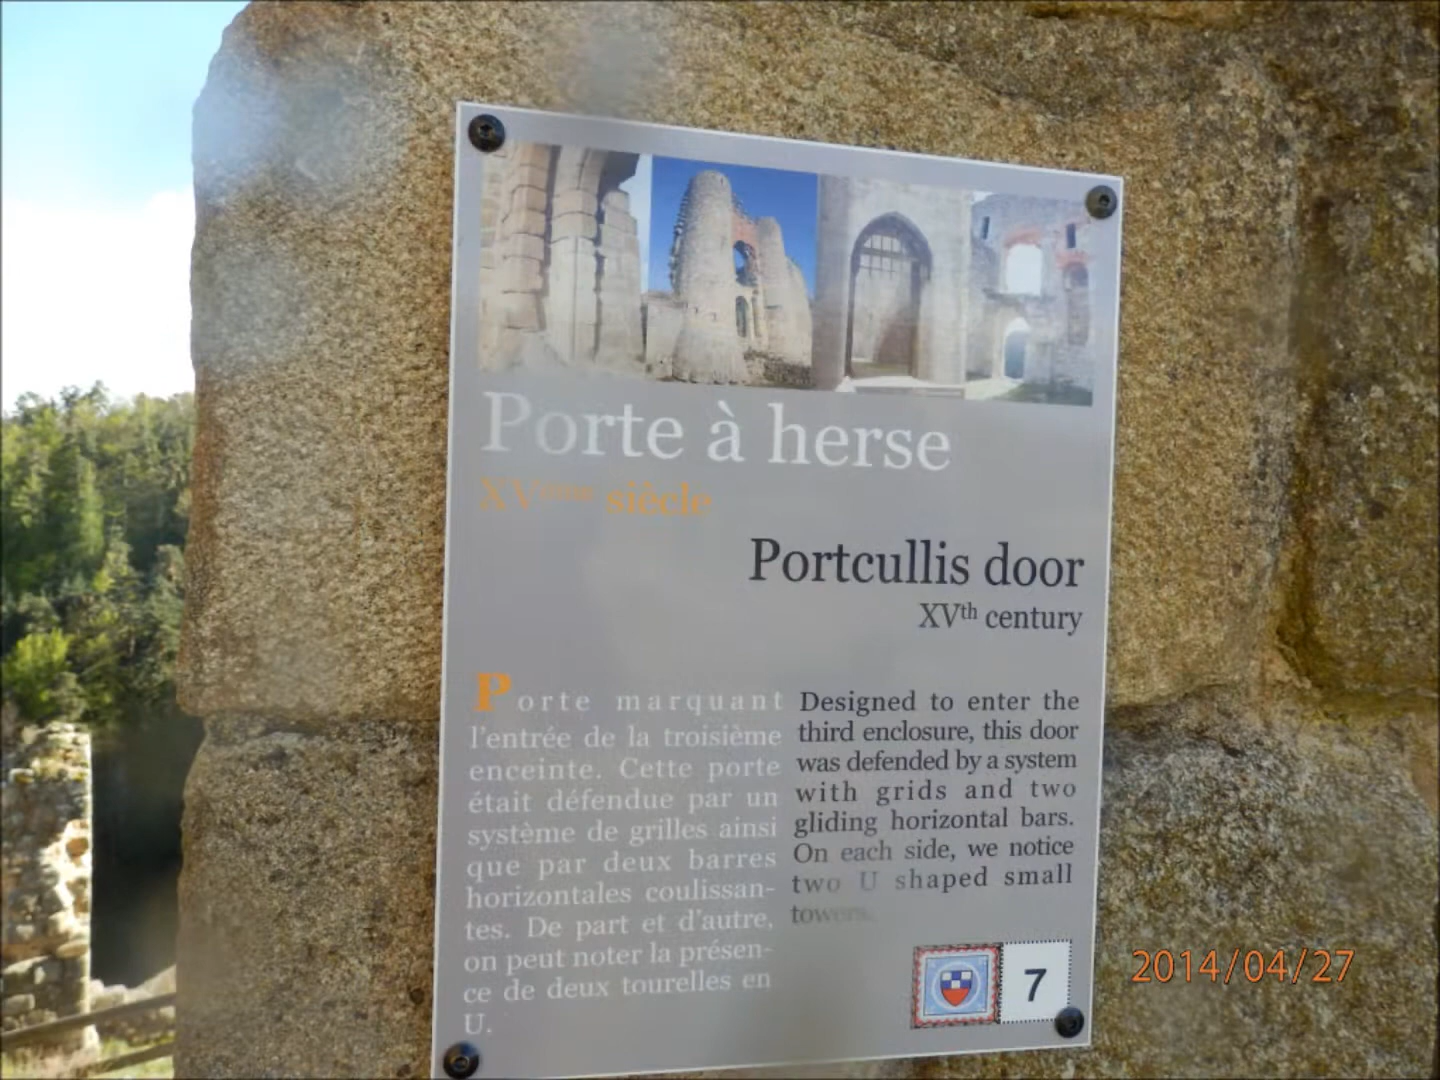 Porte à herse
XVème siècle
Portcullis door
XVth century
Porte marquant
l'entrée de la troisième
enceinte. Cette porte
était défendue par un
système de grilles ainsi
que par deux barres
horizontales coulissan-
tes. De part et d'autre,
on peut noter la présen-
ce de deux tourelles en
U.
Designed to enter the
third enclosure, this door
was defended by a system
with grids and two
gliding horizontal bars.
On each side, we notice
two U shaped small
towers.
7
2014/04/27